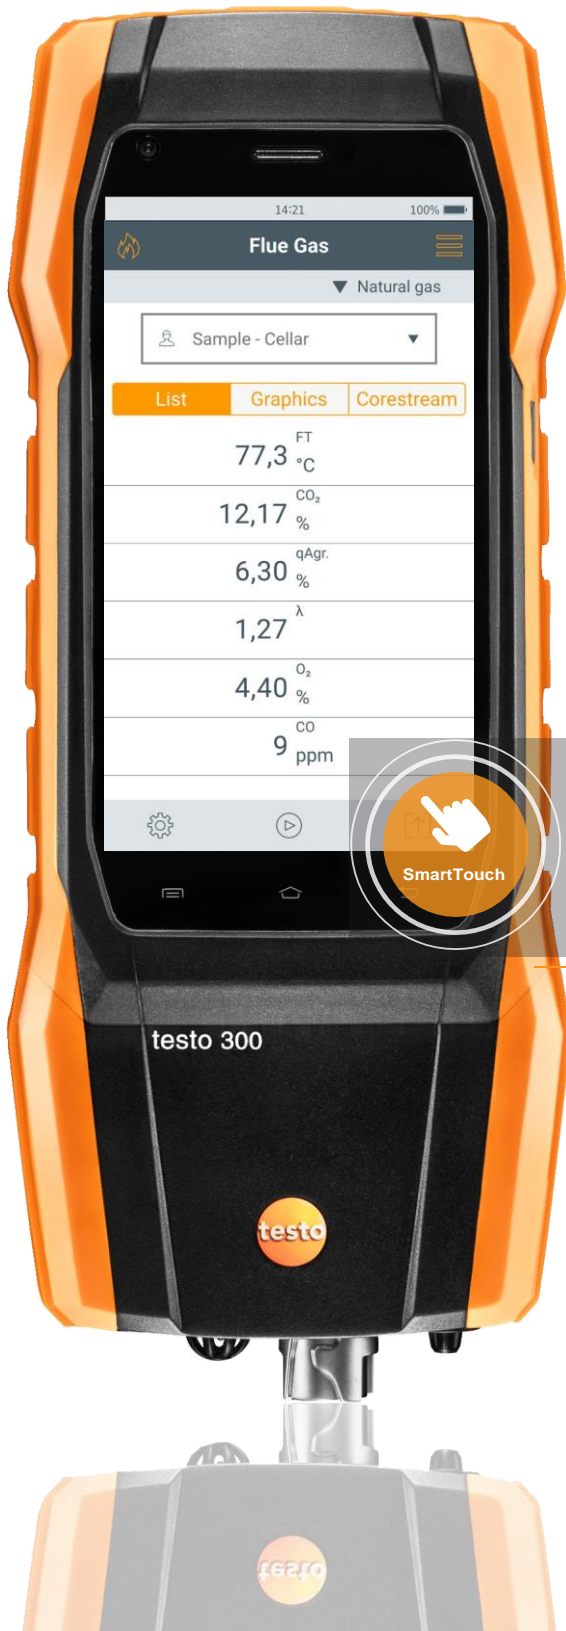 14:21
100%
Flue Gas
▼ Natural gas
Sample - Cellar ▼
List
Graphics
Corestream
77,3 FT °C
12,17 CO₂ %
6,30 qAgr. %
1,27 λ
4,40 O₂ %
9 CO ppm
SmartTouch
testo 300
testo
testo